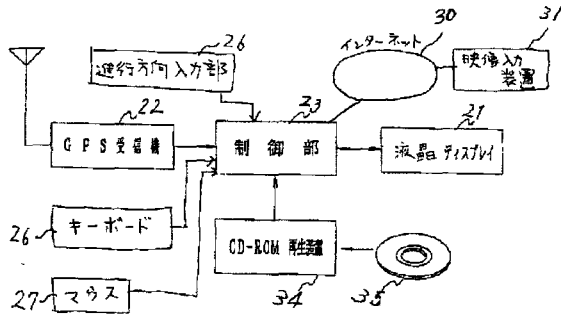 26
進行方向入力部
インターネット
30
映像入力
装置
31
22
GPS受信機
23
制御部
21
液晶ディスプレイ
26
キーボード
27
マウス
CD-ROM 再生装置
34
35